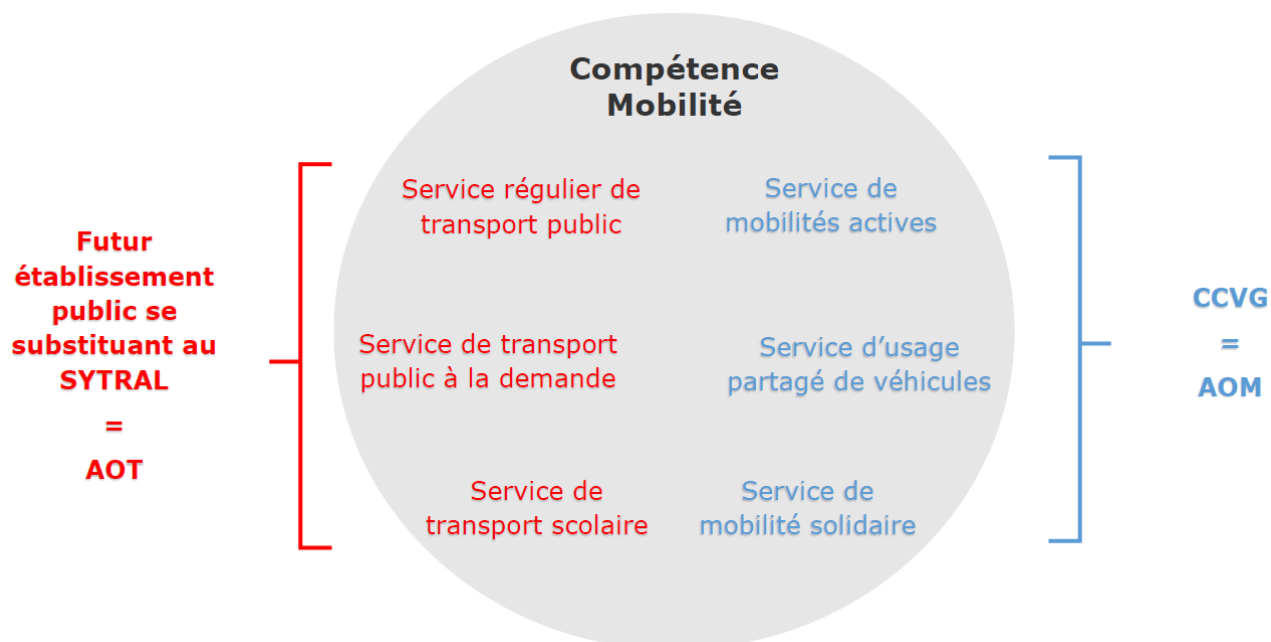 Compétence
Mobilité
Futur
établissement
public se
substituant au
SYTRAL
=
AOT
Service régulier de
transport public
Service de transport
public à la demande
Service de
transport scolaire
Service de
mobilités actives
Service d’usage
partagé de véhicules
Service de
mobilité solidaire
CCVG
=
AOM